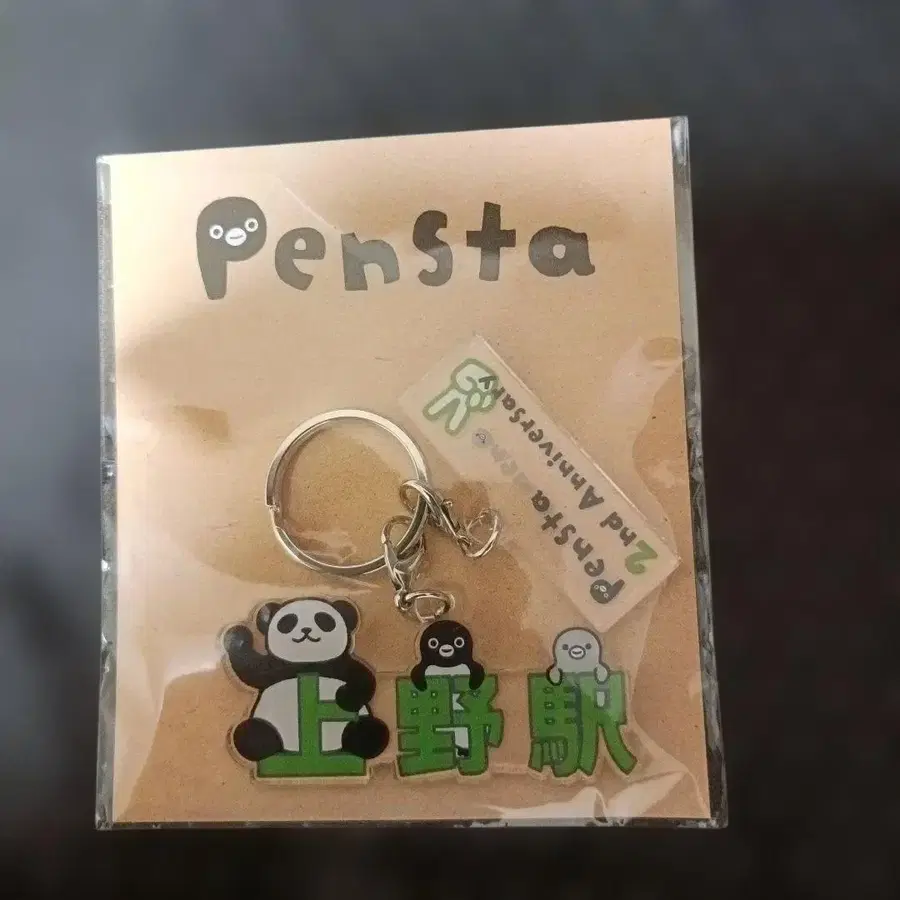 Pensta
Pensta
2nd Anniversary
上野駅